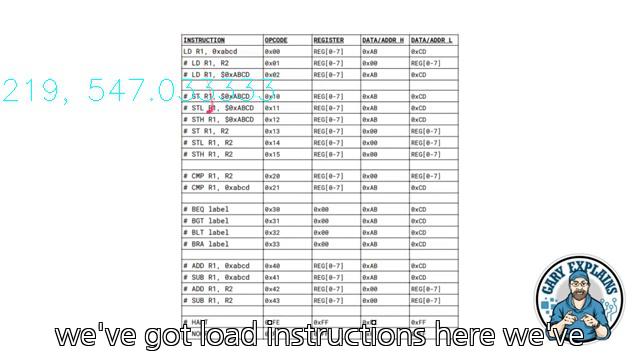 INSTRUCTION OPCODE REGISTER DATA/ADDR H DATA/ADDR L
LD R1, 0xabcd 0x00 REG[0-7] 0xAB 0xCD
# LD R1, R2 0x01 REG[0-7] 0x00 REG[0-7]
# LD R1, $0xABCD 0x02 REG[0-7] 0xAB 0xCD
219, 547.033333
# ST R1, $0xABCD 0x10 REG[0-7] 0xAB 0xCD
# STL R1, $0xABCD 0x11 REG[0-7] 0xAB 0xCD
# STH R1, $0xABCD 0x12 REG[0-7] 0xAB 0xCD
# ST R1, R2 0x13 REG[0-7] 0x00 REG[0-7]
# STL R1, R2 0x14 REG[0-7] 0x00 REG[0-7]
# STH R1, R2 0x15 REG[0-7] 0x00 REG[0-7]
# CMP R1, R2 0x20 REG[0-7] 0x00 REG[0-7]
# CMP R1, 0xabcd 0x21 REG[0-7] 0xAB 0xCD
# BEQ label 0x30 0x00 0xAB 0xCD
# BGT label 0x31 0x00 0xAB 0xCD
# BLT label 0x32 0x00 0xAB 0xCD
# BRA label 0x33 0x00 0xAB 0xCD
# ADD R1, 0xabcd 0x40 REG[0-7] 0xAB 0xCD
# SUB R1, 0xabcd 0x41 REG[0-7] 0xAB 0xCD
# ADD R1, R2 0x42 REG[0-7] 0x00 REG[0-7]
# SUB R1, R2 0x43 REG[0-7] 0x00 REG[0-7]
GARY EXPLAINS
we've got load instructions here we've